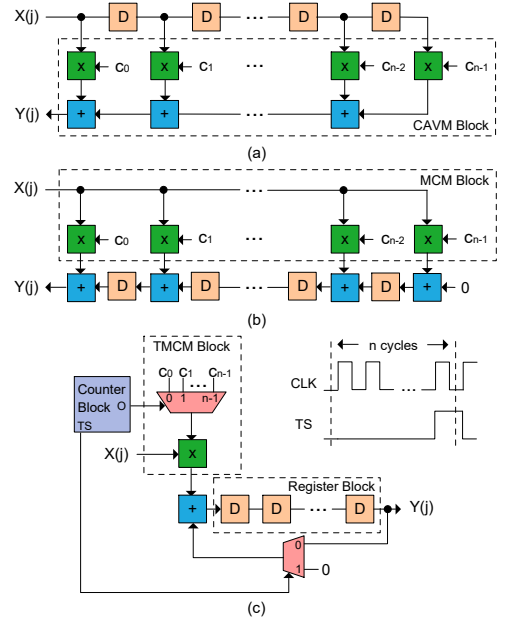 X(j) D D ... D
x C0 x C1 ... x Cn-2 x Cn-1
Y(j) + + ... +
CAVM Block
(a)
MCM Block
X(j) ...
x C0 x C1 ... x Cn-2 x Cn-1
Y(j) + D + D ... D + D + 0
(b)
TMCM Block
C0 C1 ... Cn-1
0 1 n-1
Counter
Block O
TS
X(j) x
n cycles
CLK ...
TS
Register Block
+ D D ... D Y(j)
0
1 0
(c)